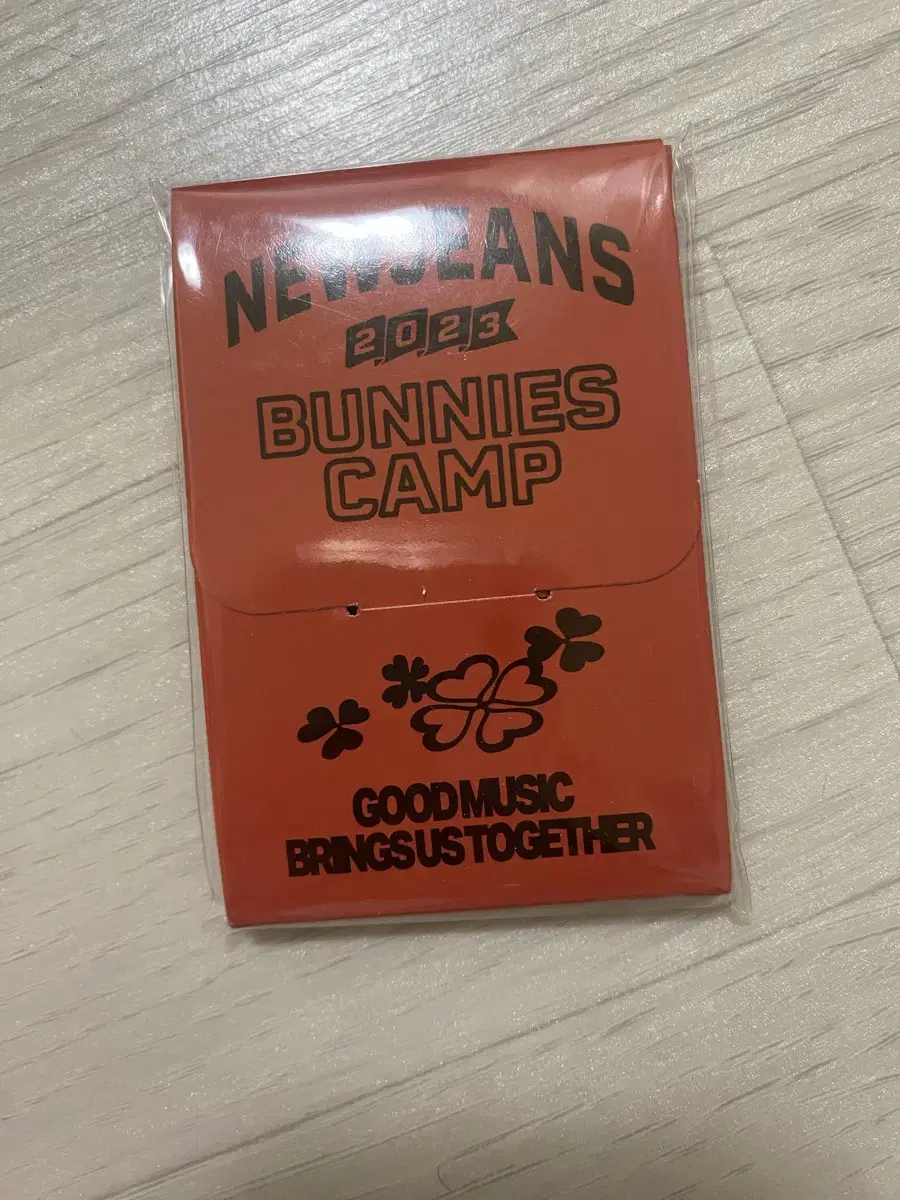 NEWJEANS
2023
BUNNIES
CAMP
GOOD MUSIC
BRINGS US TOGETHER